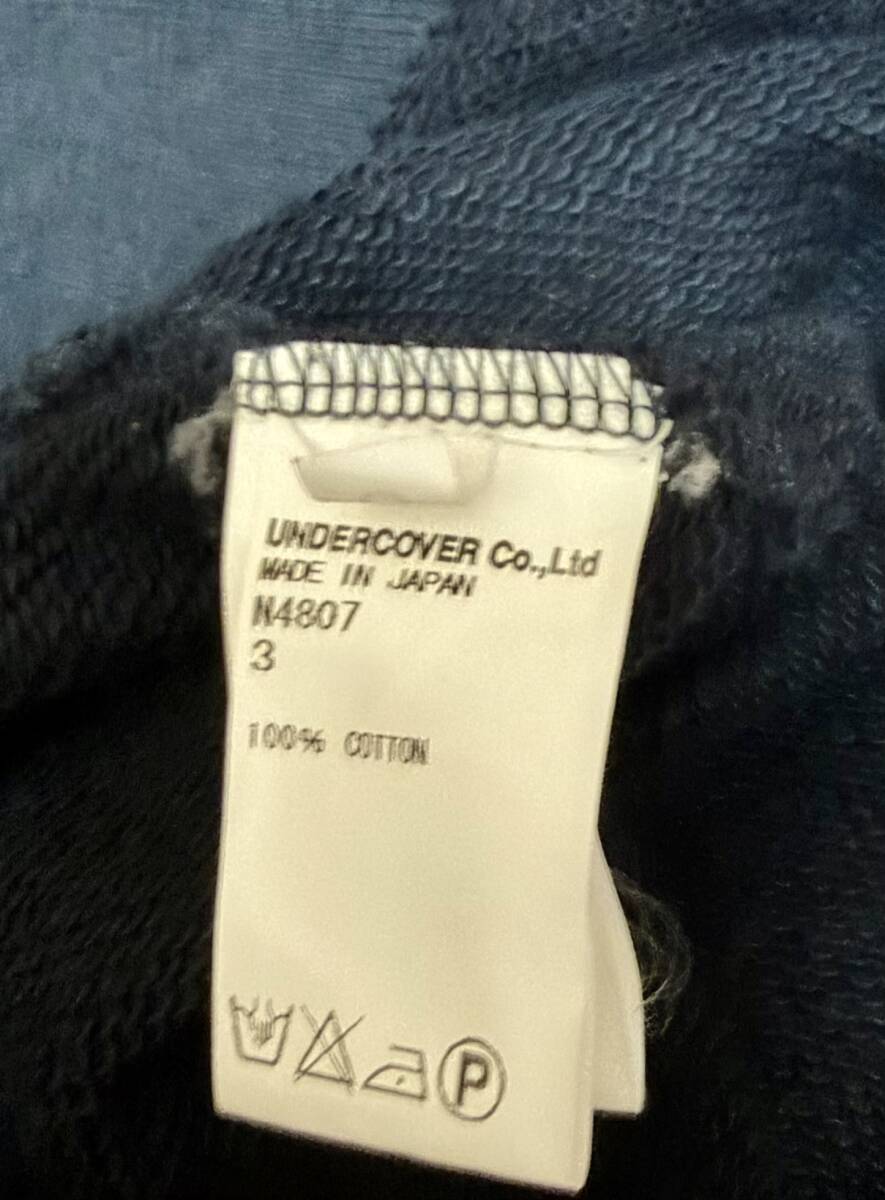 UNDERCOVER Co.,Ltd
MADE IN JAPAN
N4807
3
100% COTTON
P